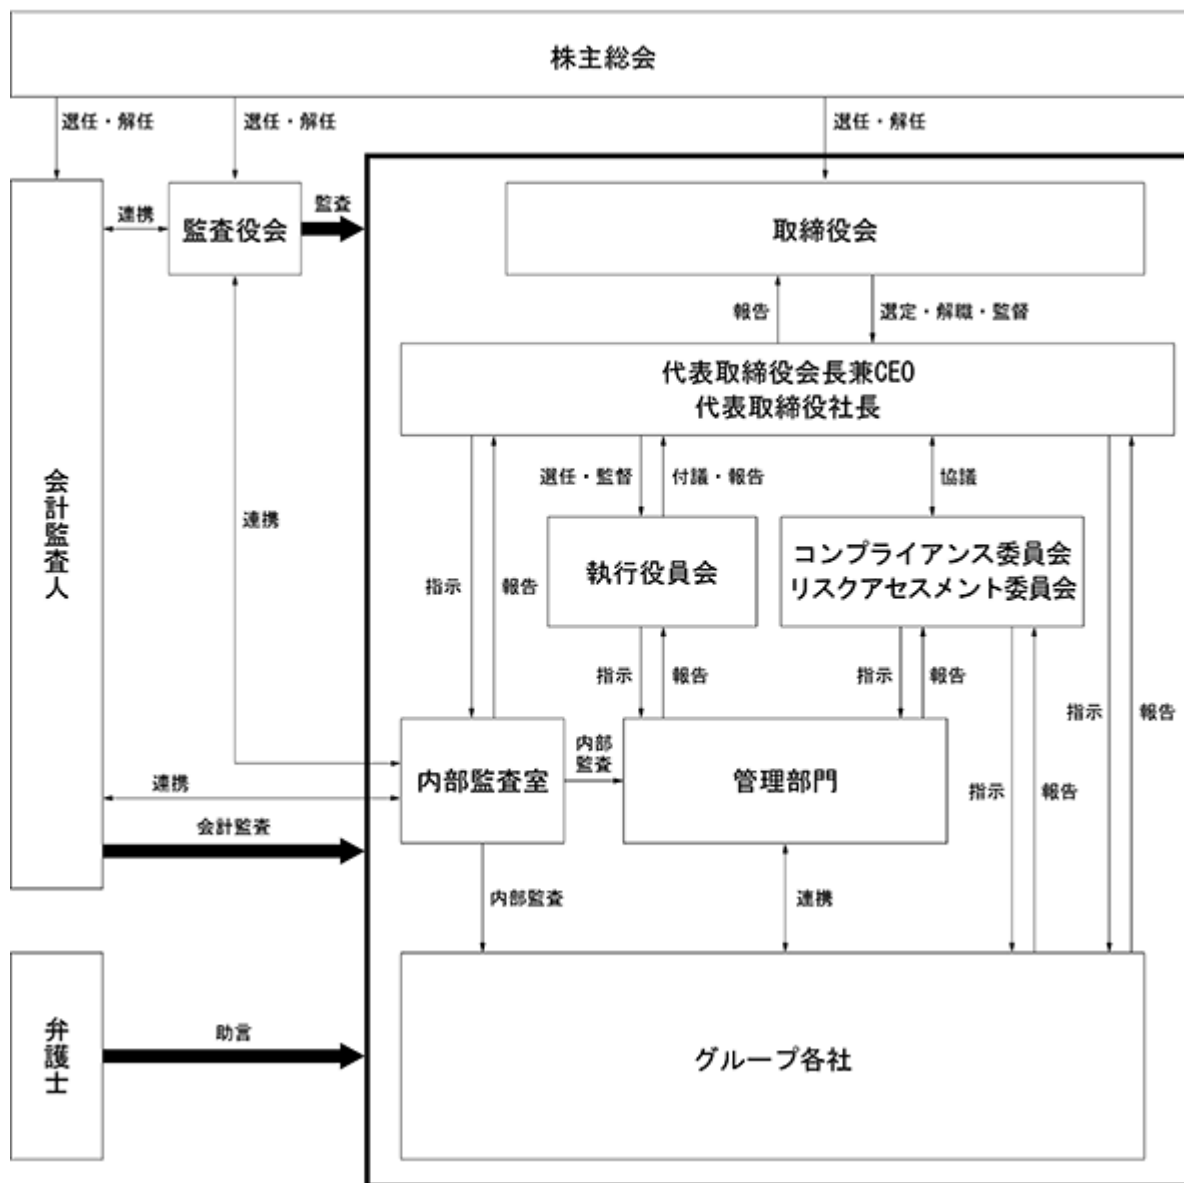 株主総会
選任・解任
選任・解任
選任・解任
連携
監査役会
監査
取締役会
報告
選定・解職・監督
代表取締役会長兼CEO
代表取締役社長
会計監査人
連携
指示
報告
選任・監督
付議・報告
協議
執行役員会
コンプライアンス委員会
リスクアセスメント委員会
指示
報告
指示
報告
指示
報告
指示
報告
内部監査室
内部
監査
管理部門
連携
会計監査
内部監査
連携
弁護士
助言
グループ各社